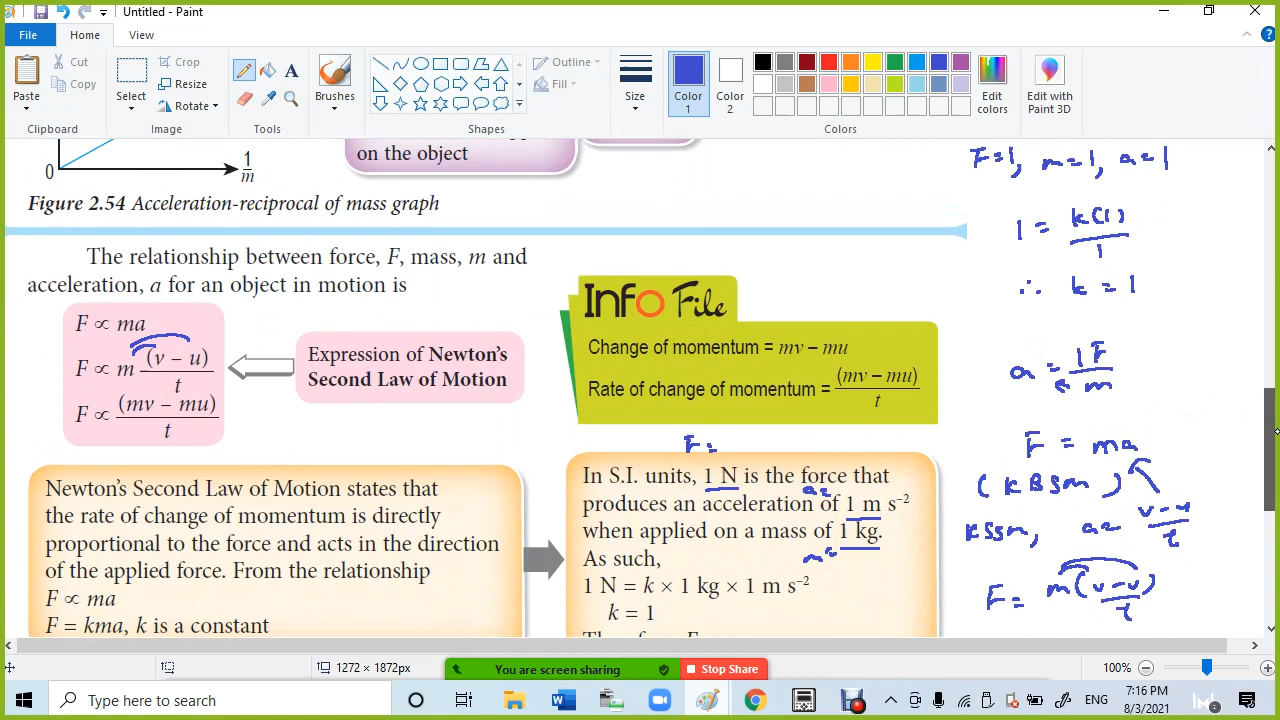 Untitled - Paint
File Home View
Paste
Cut
Copy
Clipboard
Select
Crop
Resize
Rotate
Image
A
Tools
Brushes
Outline
Fill
Shapes
Size
Color 1
Color 2
Edit colors
Colors
Edit with Paint 3D
0
1/m
on the object
Figure 2.54 Acceleration-reciprocal of mass graph
The relationship between force, F, mass, m and
acceleration, a for an object in motion is
F ∝ ma
F ∝ m (v – u)/t
F ∝ (mv – mu)/t
Expression of Newton's
Second Law of Motion
Info File
Change of momentum = mv – mu
Rate of change of momentum = (mv – mu)/t
Newton's Second Law of Motion states that
the rate of change of momentum is directly
proportional to the force and acts in the direction
of the applied force. From the relationship
F ∝ ma
F = kma, k is a constant
F =
In S.I. units, 1 N is the force that
a=
produces an acceleration of 1 m s⁻²
when applied on a mass of 1 kg.
m=
As such,
1 N = k × 1 kg × 1 m s⁻²
k = 1
F=1, m=1, a=1
1 = k(1)/1
∴ k = 1
a = 1F/m
F = ma
(KBSM)
KSSM, a= v-u/t
F= m(v-u)/t
1272 × 1872px
100%
You are screen sharing
Stop Share
Type here to search
ENG
7:16 PM
8/3/2021